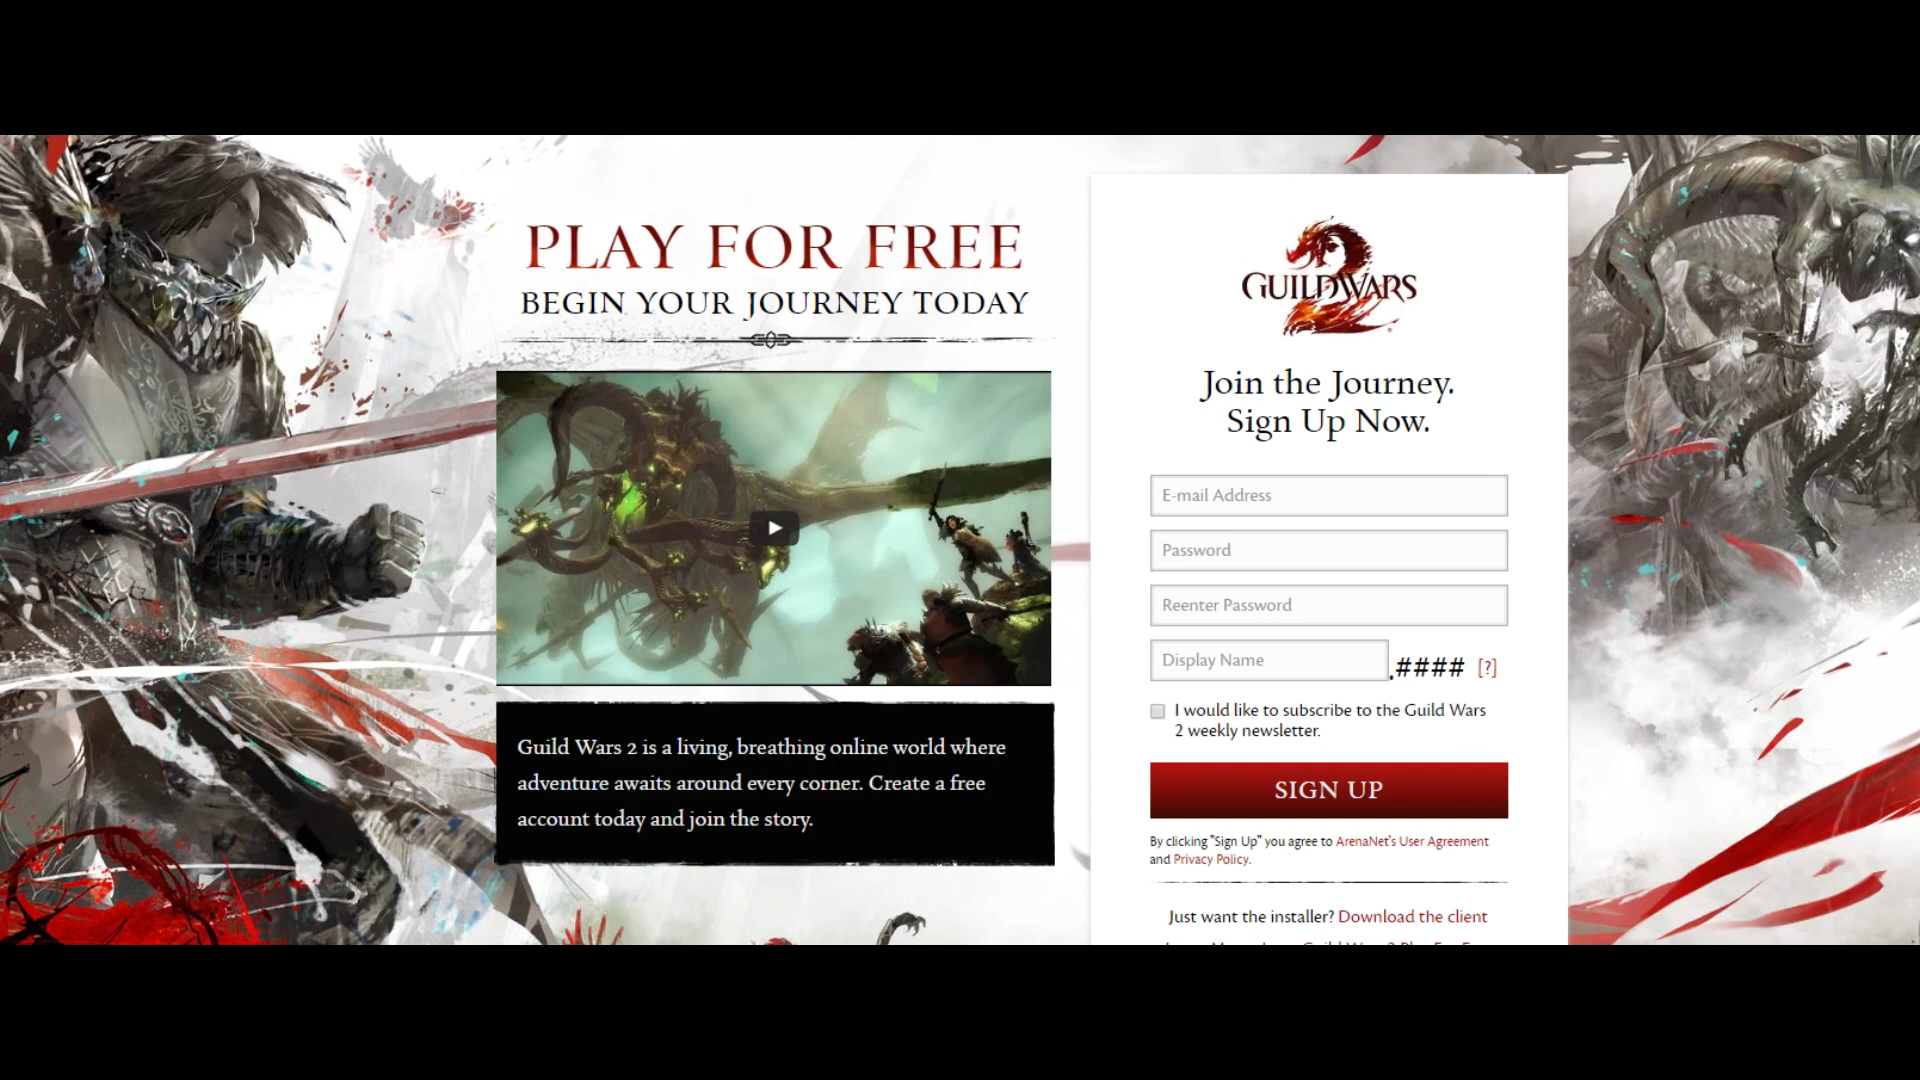 PLAY FOR FREE
BEGIN YOUR JOURNEY TODAY
Guild Wars 2 is a living, breathing online world where
adventure awaits around every corner. Create a free
account today and join the story.
GUILD WARS 2
Join the Journey.
Sign Up Now.
E-mail Address
Password
Reenter Password
Display Name .#### [?]
I would like to subscribe to the Guild Wars
2 weekly newsletter.
SIGN UP
By clicking "Sign Up" you agree to ArenaNet's User Agreement
and Privacy Policy.
Just want the installer? Download the client